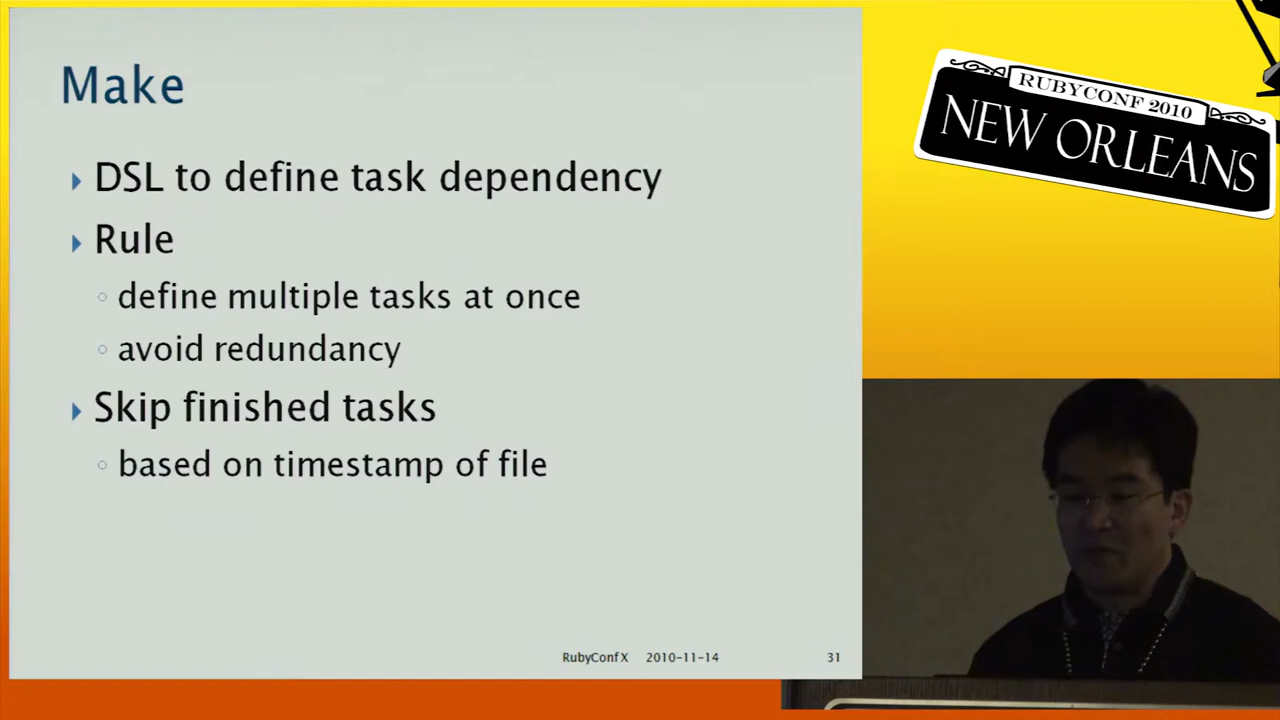 Make
DSL to define task dependency
Rule
define multiple tasks at once
avoid redundancy
Skip finished tasks
based on timestamp of file
RubyConf X 2010-11-14 31
RUBYCONF 2010
NEW ORLEANS